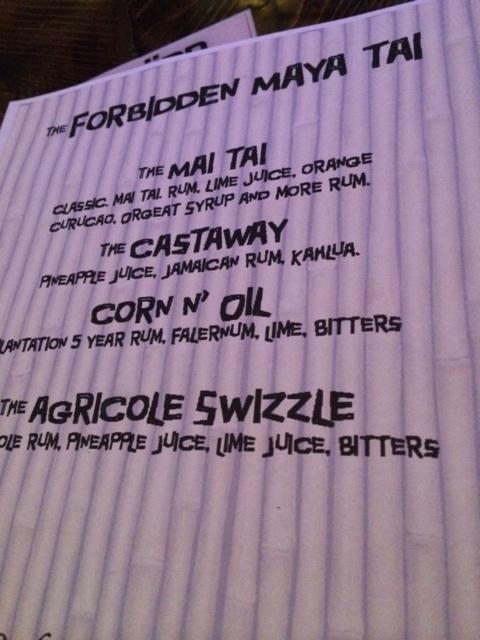 THE FORBIDDEN MAYA TAI
THE MAI TAI
CLASSIC. MAI TAI. RUM, LIME JUICE, ORANGE
CURUCAO, ORGEAT SYRUP AND MORE RUM.
THE CASTAWAY
PINEAPPLE JUICE, JAMAICAN RUM, KAHLUA.
CORN N' OIL
LANTATION 5 YEAR RUM, FALERNUM, LIME, BITTERS
THE AGRICOLE SWIZZLE
OLE RUM, PINEAPPLE JUICE, LIME JUICE, BITTERS